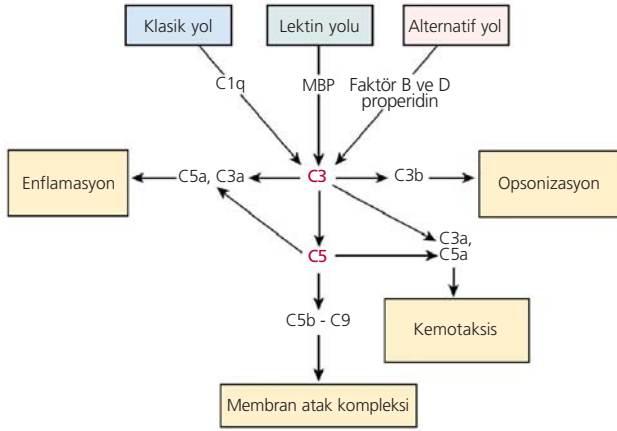 Klasik yol
Lektin yolu
Alternatif yol
C1q
MBP
Faktör B ve D
properidin
Enflamasyon
C5a, C3a
C3
C3b
Opsonizasyon
C3a,
C5a
C5
C5b - C9
Kemotaksis
Membran atak kompleksi